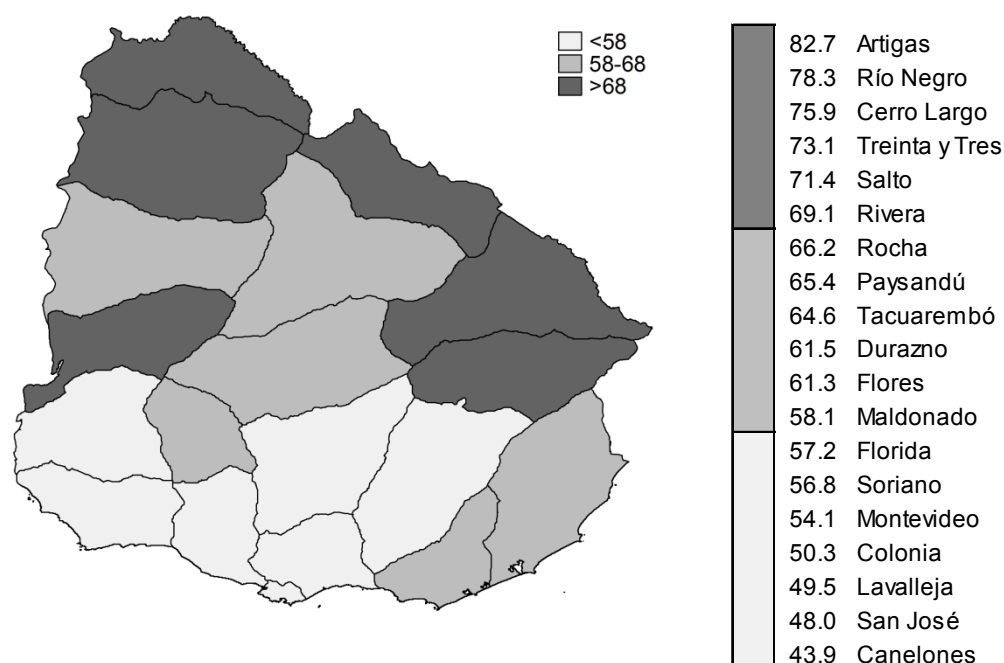 <58
58-68
>68
82.7 Artigas
78.3 Río Negro
75.9 Cerro Largo
73.1 Treinta y Tres
71.4 Salto
69.1 Rivera
66.2 Rocha
65.4 Paysandú
64.6 Tacuarembó
61.5 Durazno
61.3 Flores
58.1 Maldonado
57.2 Florida
56.8 Soriano
54.1 Montevideo
50.3 Colonia
49.5 Lavalleja
48.0 San José
43.9 Canelones